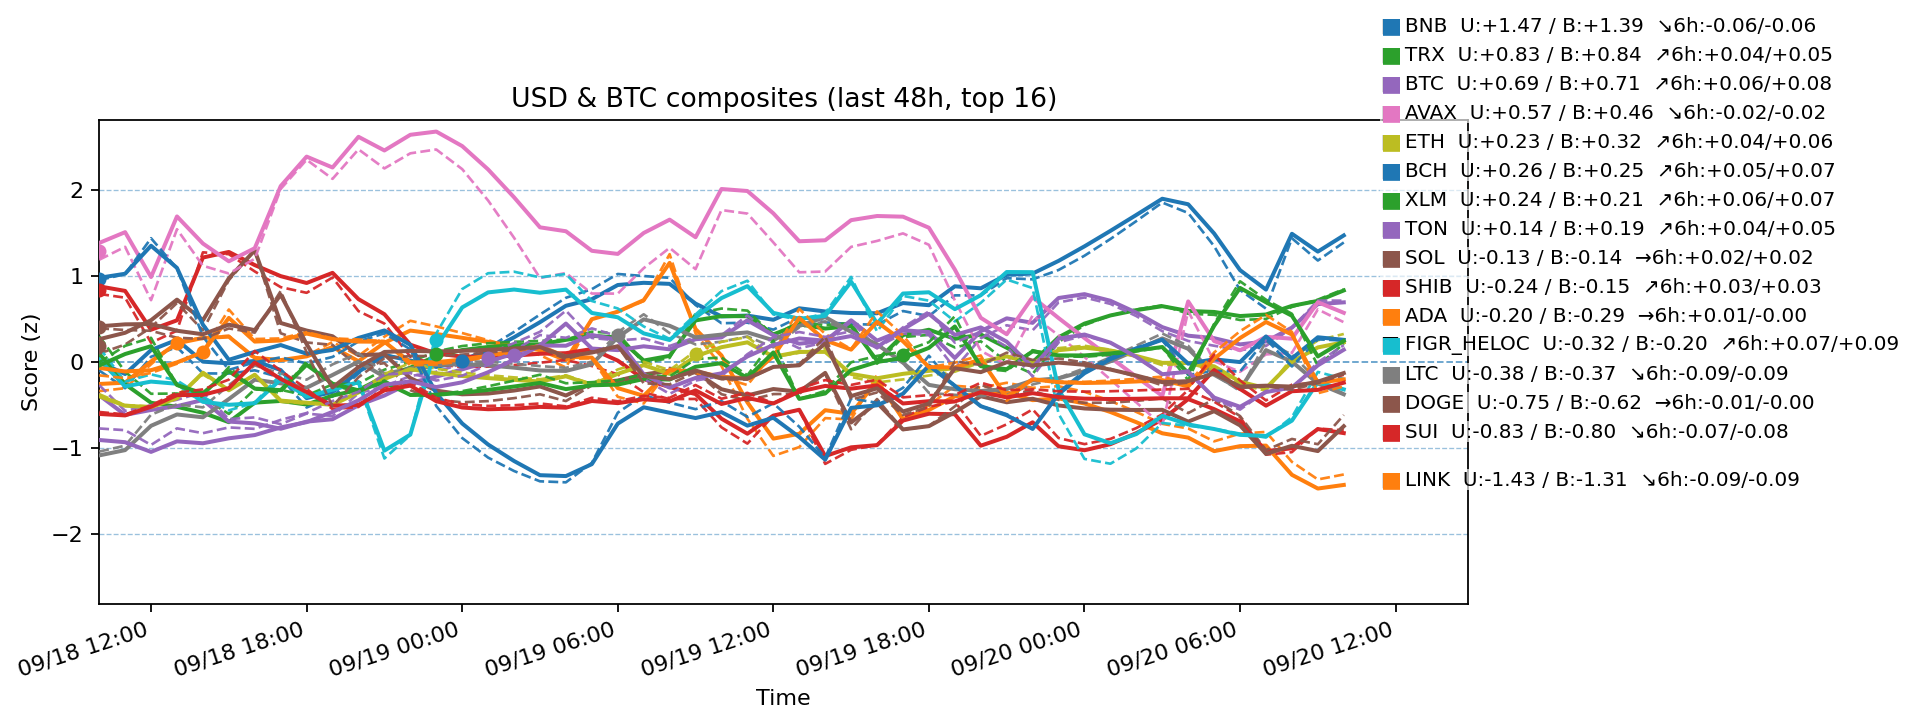 BNB  U:+1.47 / B:+1.39  ↘6h:-0.06/-0.06
TRX  U:+0.83 / B:+0.84  ↗6h:+0.04/+0.05
BTC  U:+0.69 / B:+0.71  ↗6h:+0.06/+0.08
AVAX  U:+0.57 / B:+0.46  ↘6h:-0.02/-0.02
ETH  U:+0.23 / B:+0.32  ↗6h:+0.04/+0.06
BCH  U:+0.26 / B:+0.25  ↗6h:+0.05/+0.07
XLM  U:+0.24 / B:+0.21  ↗6h:+0.06/+0.07
TON  U:+0.14 / B:+0.19  ↗6h:+0.04/+0.05
SOL  U:-0.13 / B:-0.14  →6h:+0.02/+0.02
SHIB  U:-0.24 / B:-0.15  ↗6h:+0.03/+0.03
ADA  U:-0.20 / B:-0.29  →6h:+0.01/-0.00
FIGR_HELOC  U:-0.32 / B:-0.20  ↗6h:+0.07/+0.09
LTC  U:-0.38 / B:-0.37  ↘6h:-0.09/-0.09
DOGE  U:-0.75 / B:-0.62  →6h:-0.01/-0.00
SUI  U:-0.83 / B:-0.80  ↘6h:-0.07/-0.08
LINK  U:-1.43 / B:-1.31  ↘6h:-0.09/-0.09
USD & BTC composites (last 48h, top 16)
Score (z)
2
1
0
−1
−2
09/18 12:00
09/18 18:00
09/19 00:00
09/19 06:00
09/19 12:00
09/19 18:00
09/20 00:00
09/20 06:00
09/20 12:00
Time